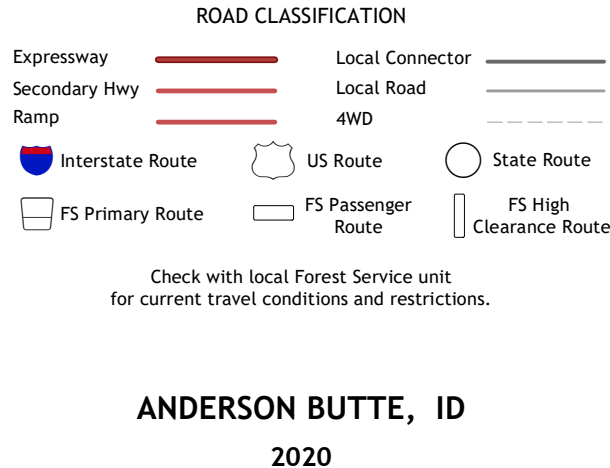 ROAD CLASSIFICATION
Expressway
Local Connector
Secondary Hwy
Local Road
Ramp
4WD
Interstate Route
US Route
State Route
FS Primary Route
FS Passenger
Route
FS High
Clearance Route
Check with local Forest Service unit
for current travel conditions and restrictions.
ANDERSON BUTTE, ID
2020